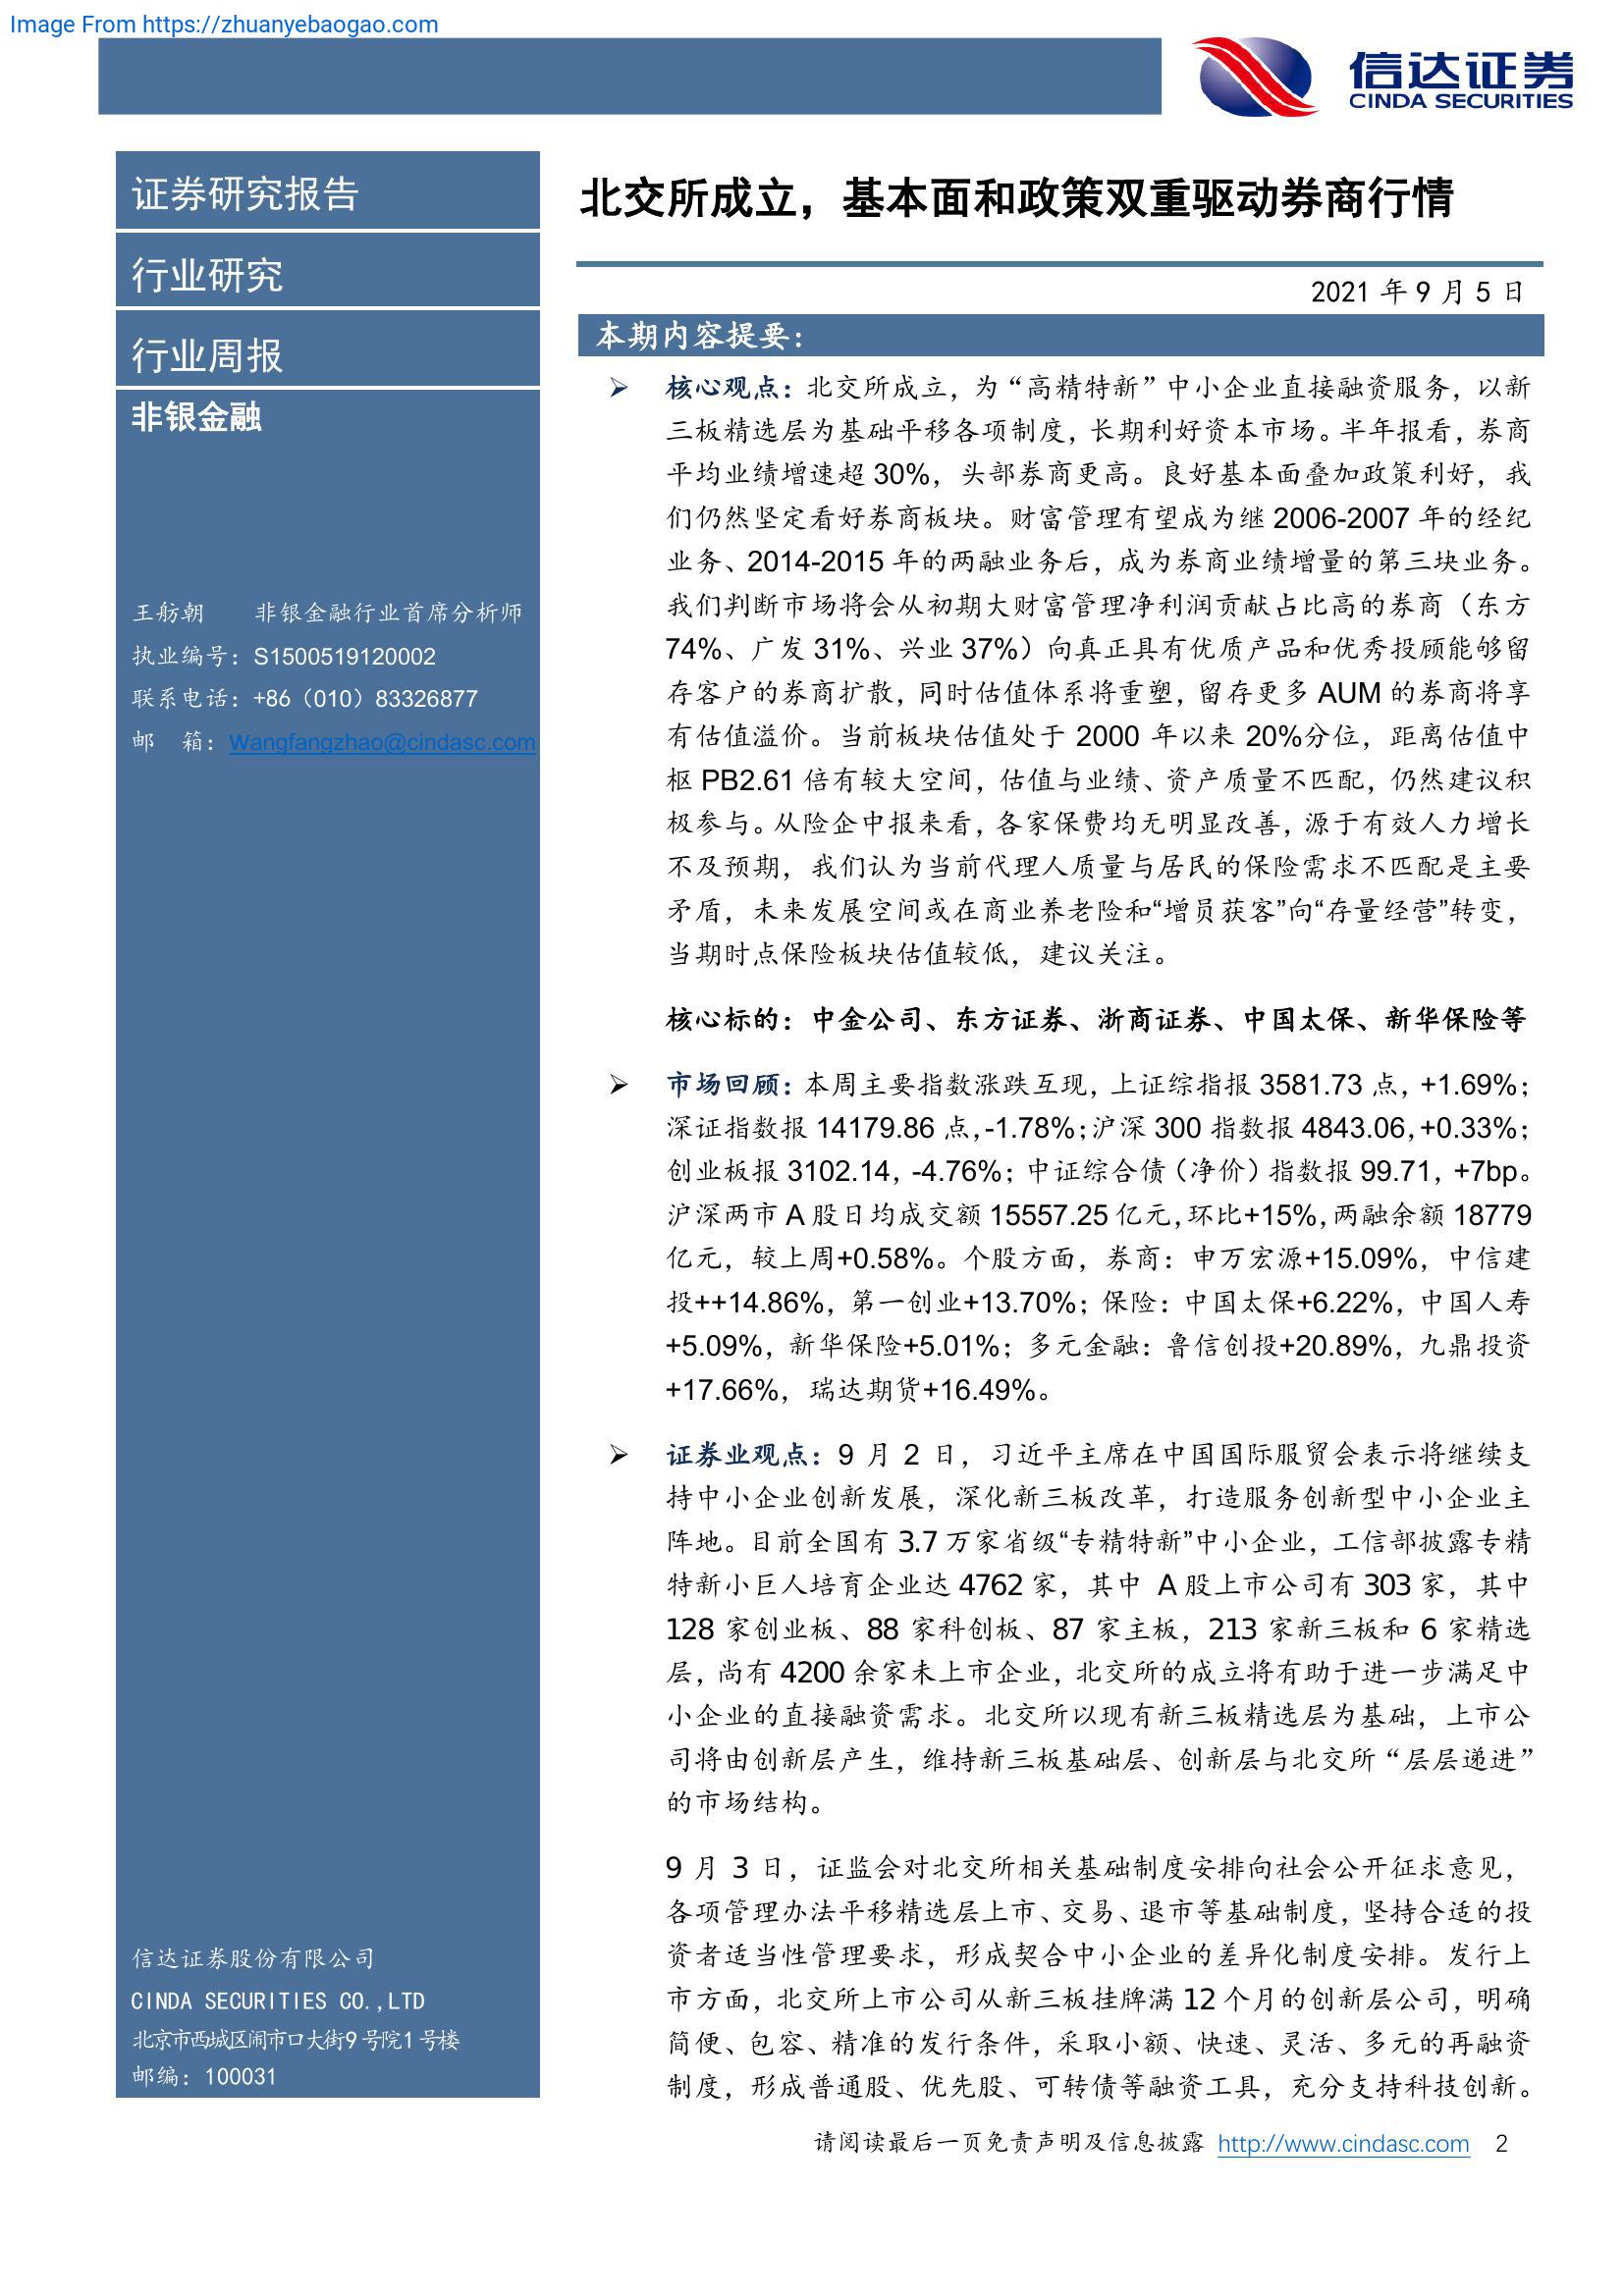 Image From https://zhuanyebaogao.com
信达证券
CINDA SECURITIES
证券研究报告
行业研究
行业周报
非银金融
王舫朝 非银金融行业首席分析师
执业编号：S1500519120002
联系电话：+86（010）83326877
邮 箱：Wangfangzhao@cindasc.com
信达证券股份有限公司
CINDA SECURITIES CO.,LTD
北京市西城区闹市口大街9号院1号楼
邮编：100031
北交所成立，基本面和政策双重驱动券商行情
2021 年 9 月 5 日
本期内容提要：
➢ 核心观点：北交所成立，为“高精特新”中小企业直接融资服务，以新
三板精选层为基础平移各项制度，长期利好资本市场。半年报看，券商
平均业绩增速超 30%，头部券商更高。良好基本面叠加政策利好，我
们仍然坚定看好券商板块。财富管理有望成为继 2006-2007 年的经纪
业务、2014-2015 年的两融业务后，成为券商业绩增量的第三块业务。
我们判断市场将会从初期大财富管理净利润贡献占比高的券商（东方
74%、广发 31%、兴业 37%）向真正具有优质产品和优秀投顾能够留
存客户的券商扩散，同时估值体系将重塑，留存更多 AUM 的券商将享
有估值溢价。当前板块估值处于 2000 年以来 20%分位，距离估值中
枢 PB2.61 倍有较大空间，估值与业绩、资产质量不匹配，仍然建议积
极参与。从险企中报来看，各家保费均无明显改善，源于有效人力增长
不及预期，我们认为当前代理人质量与居民的保险需求不匹配是主要
矛盾，未来发展空间或在商业养老险和“增员获客”向“存量经营”转变，
当期时点保险板块估值较低，建议关注。
核心标的：中金公司、东方证券、浙商证券、中国太保、新华保险等
➢ 市场回顾：本周主要指数涨跌互现，上证综指报 3581.73 点，+1.69%；
深证指数报 14179.86 点，-1.78%；沪深 300 指数报 4843.06，+0.33%；
创业板报 3102.14，-4.76%；中证综合债（净价）指数报 99.71，+7bp。
沪深两市 A 股日均成交额 15557.25 亿元，环比+15%，两融余额 18779
亿元，较上周+0.58%。个股方面，券商：申万宏源+15.09%，中信建
投++14.86%，第一创业+13.70%；保险：中国太保+6.22%，中国人寿
+5.09%，新华保险+5.01%；多元金融：鲁信创投+20.89%，九鼎投资
+17.66%，瑞达期货+16.49%。
➢ 证券业观点：9 月 2 日，习近平主席在中国国际服贸会表示将继续支
持中小企业创新发展，深化新三板改革，打造服务创新型中小企业主
阵地。目前全国有 3.7 万家省级“专精特新”中小企业，工信部披露专精
特新小巨人培育企业达 4762 家，其中 A 股上市公司有 303 家，其中
128 家创业板、88 家科创板、87 家主板，213 家新三板和 6 家精选
层，尚有 4200 余家未上市企业，北交所的成立将有助于进一步满足中
小企业的直接融资需求。北交所以现有新三板精选层为基础，上市公
司将由创新层产生，维持新三板基础层、创新层与北交所“层层递进”
的市场结构。
9 月 3 日，证监会对北交所相关基础制度安排向社会公开征求意见，
各项管理办法平移精选层上市、交易、退市等基础制度，坚持合适的投
资者适当性管理要求，形成契合中小企业的差异化制度安排。发行上
市方面，北交所上市公司从新三板挂牌满 12 个月的创新层公司，明确
简便、包容、精准的发行条件，采取小额、快速、灵活、多元的再融资
制度，形成普通股、优先股、可转债等融资工具，充分支持科技创新。
请阅读最后一页免责声明及信息披露 http://www.cindasc.com 2